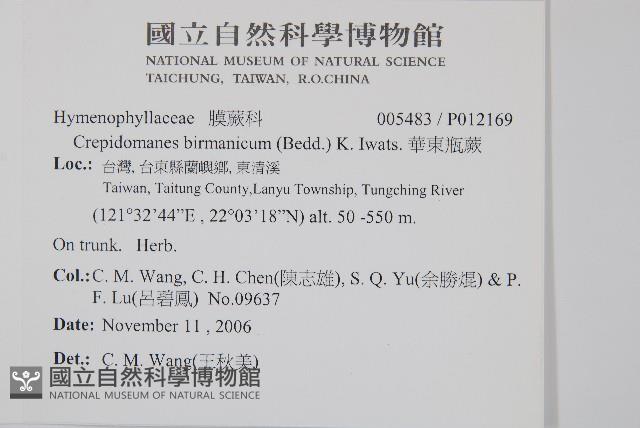 國立自然科學博物館
NATIONAL MUSEUM OF NATURAL SCIENCE
TAICHUNG, TAIWAN, R.O.CHINA
Hymenophyllaceae 膜蕨科 005483 / P012169
Crepidomanes birmanicum (Bedd.) K. Iwats. 華東瓶蕨
Loc.: 台灣, 台東縣蘭嶼鄉, 東清溪
Taiwan, Taitung County,Lanyu Township, Tungching River
(121°32'44"E , 22°03'18"N) alt. 50 -550 m.
On trunk. Herb.
Col.: C. M. Wang, C. H. Chen(陳志雄), S. Q. Yu(余勝焜) & P.
F. Lu(呂碧鳳) No.09637
Date: November 11 , 2006
Det.: C. M. Wang(王秋美)
國立自然科學博物館
NATIONAL MUSEUM OF NATURAL SCIENCE